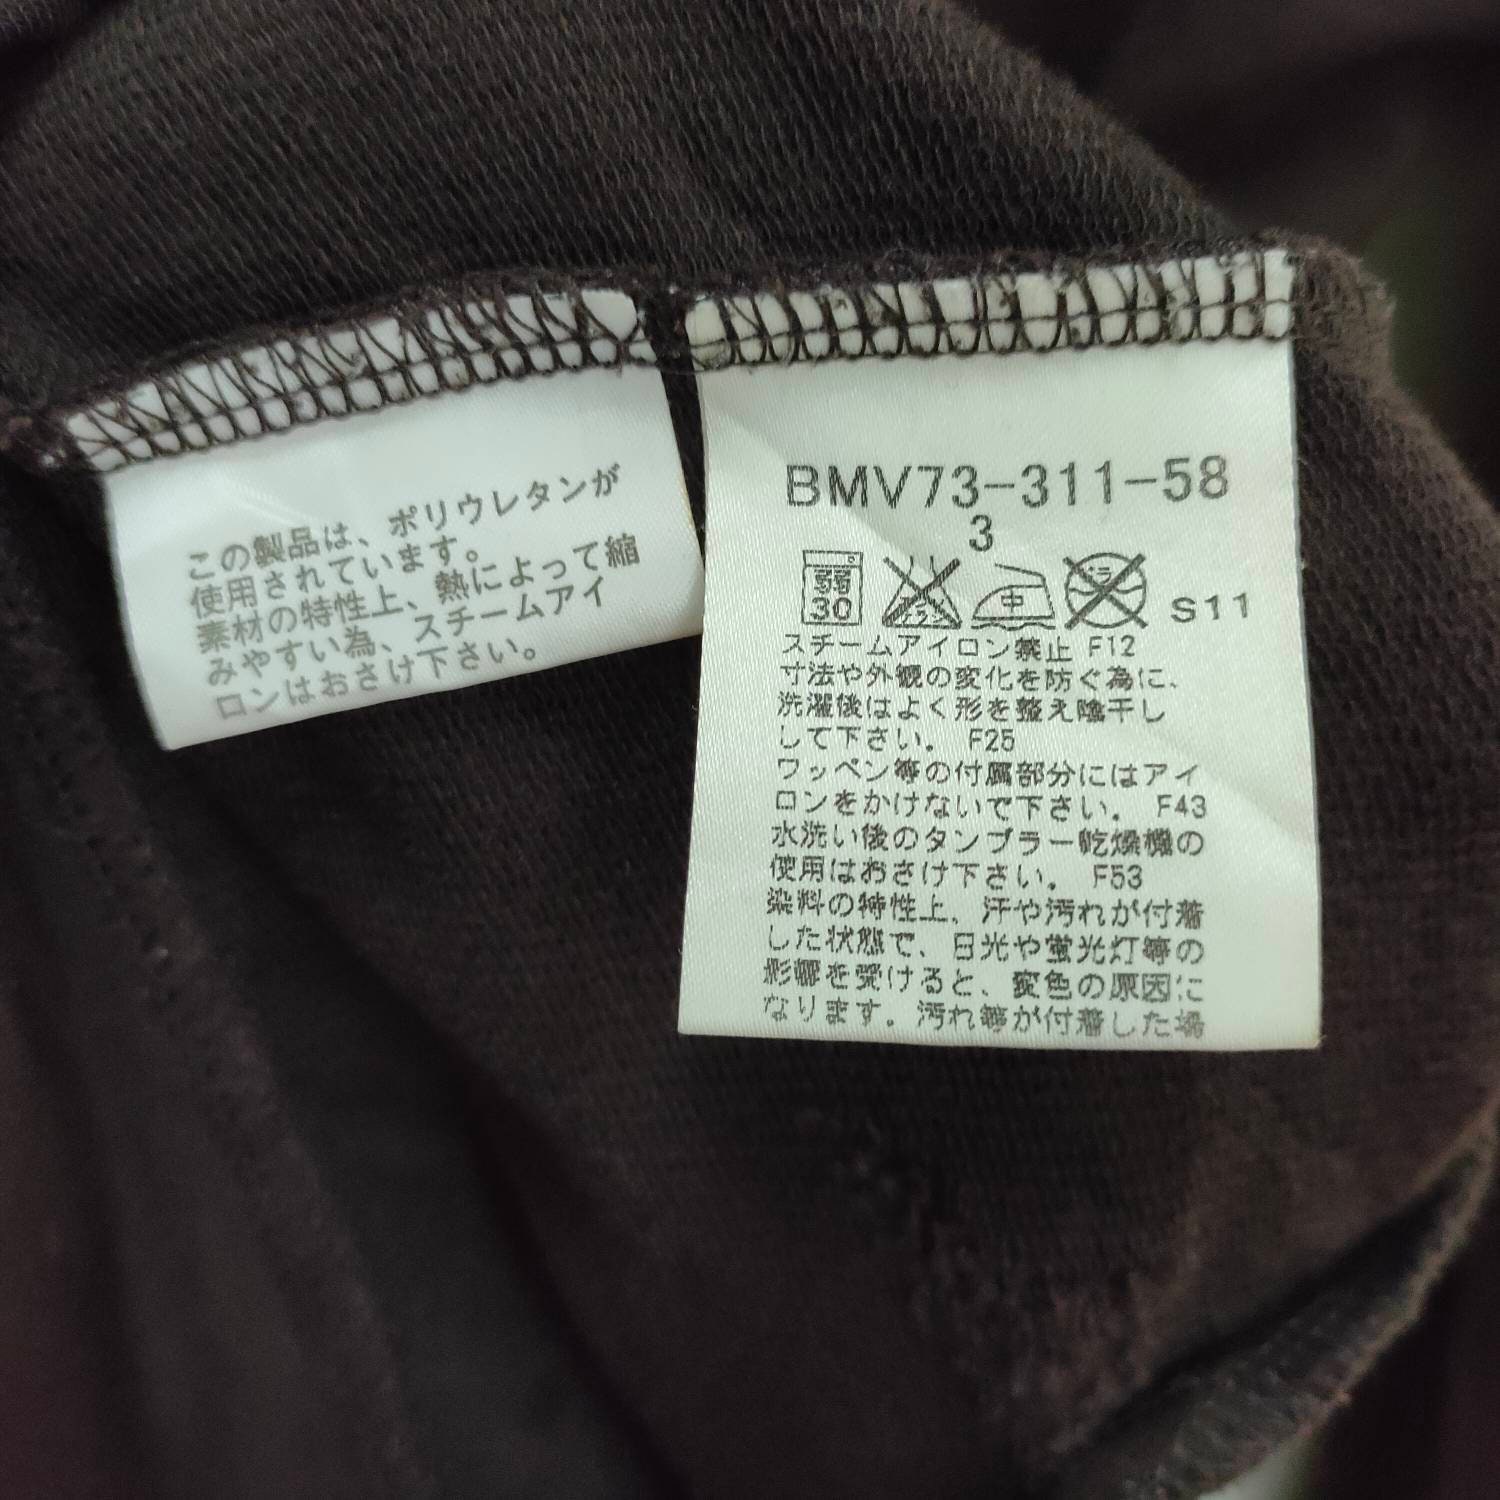 この製品は、ポリウレタンが
使用されています。
素材の特性上、熱によって縮
みやすい為、スチームアイ
ロンはおさけ下さい。
BMV73-311-58
3
弱
30
エンソサラシ
中
ドライ
S11
スチームアイロン禁止 F12
寸法や外観の変化を防ぐ為に、
洗濯後はよく形を整え陰干し
して下さい。 F25
ワッペン等の付属部分にはアイ
ロンをかけないで下さい。 F43
水洗い後のタンブラー乾燥機の
使用はおさけ下さい。 F53
染料の特性上、汗や汚れが付着
した状態で、日光や蛍光灯等の
影響を受けると、変色の原因に
なります。汚れ等が付着した場